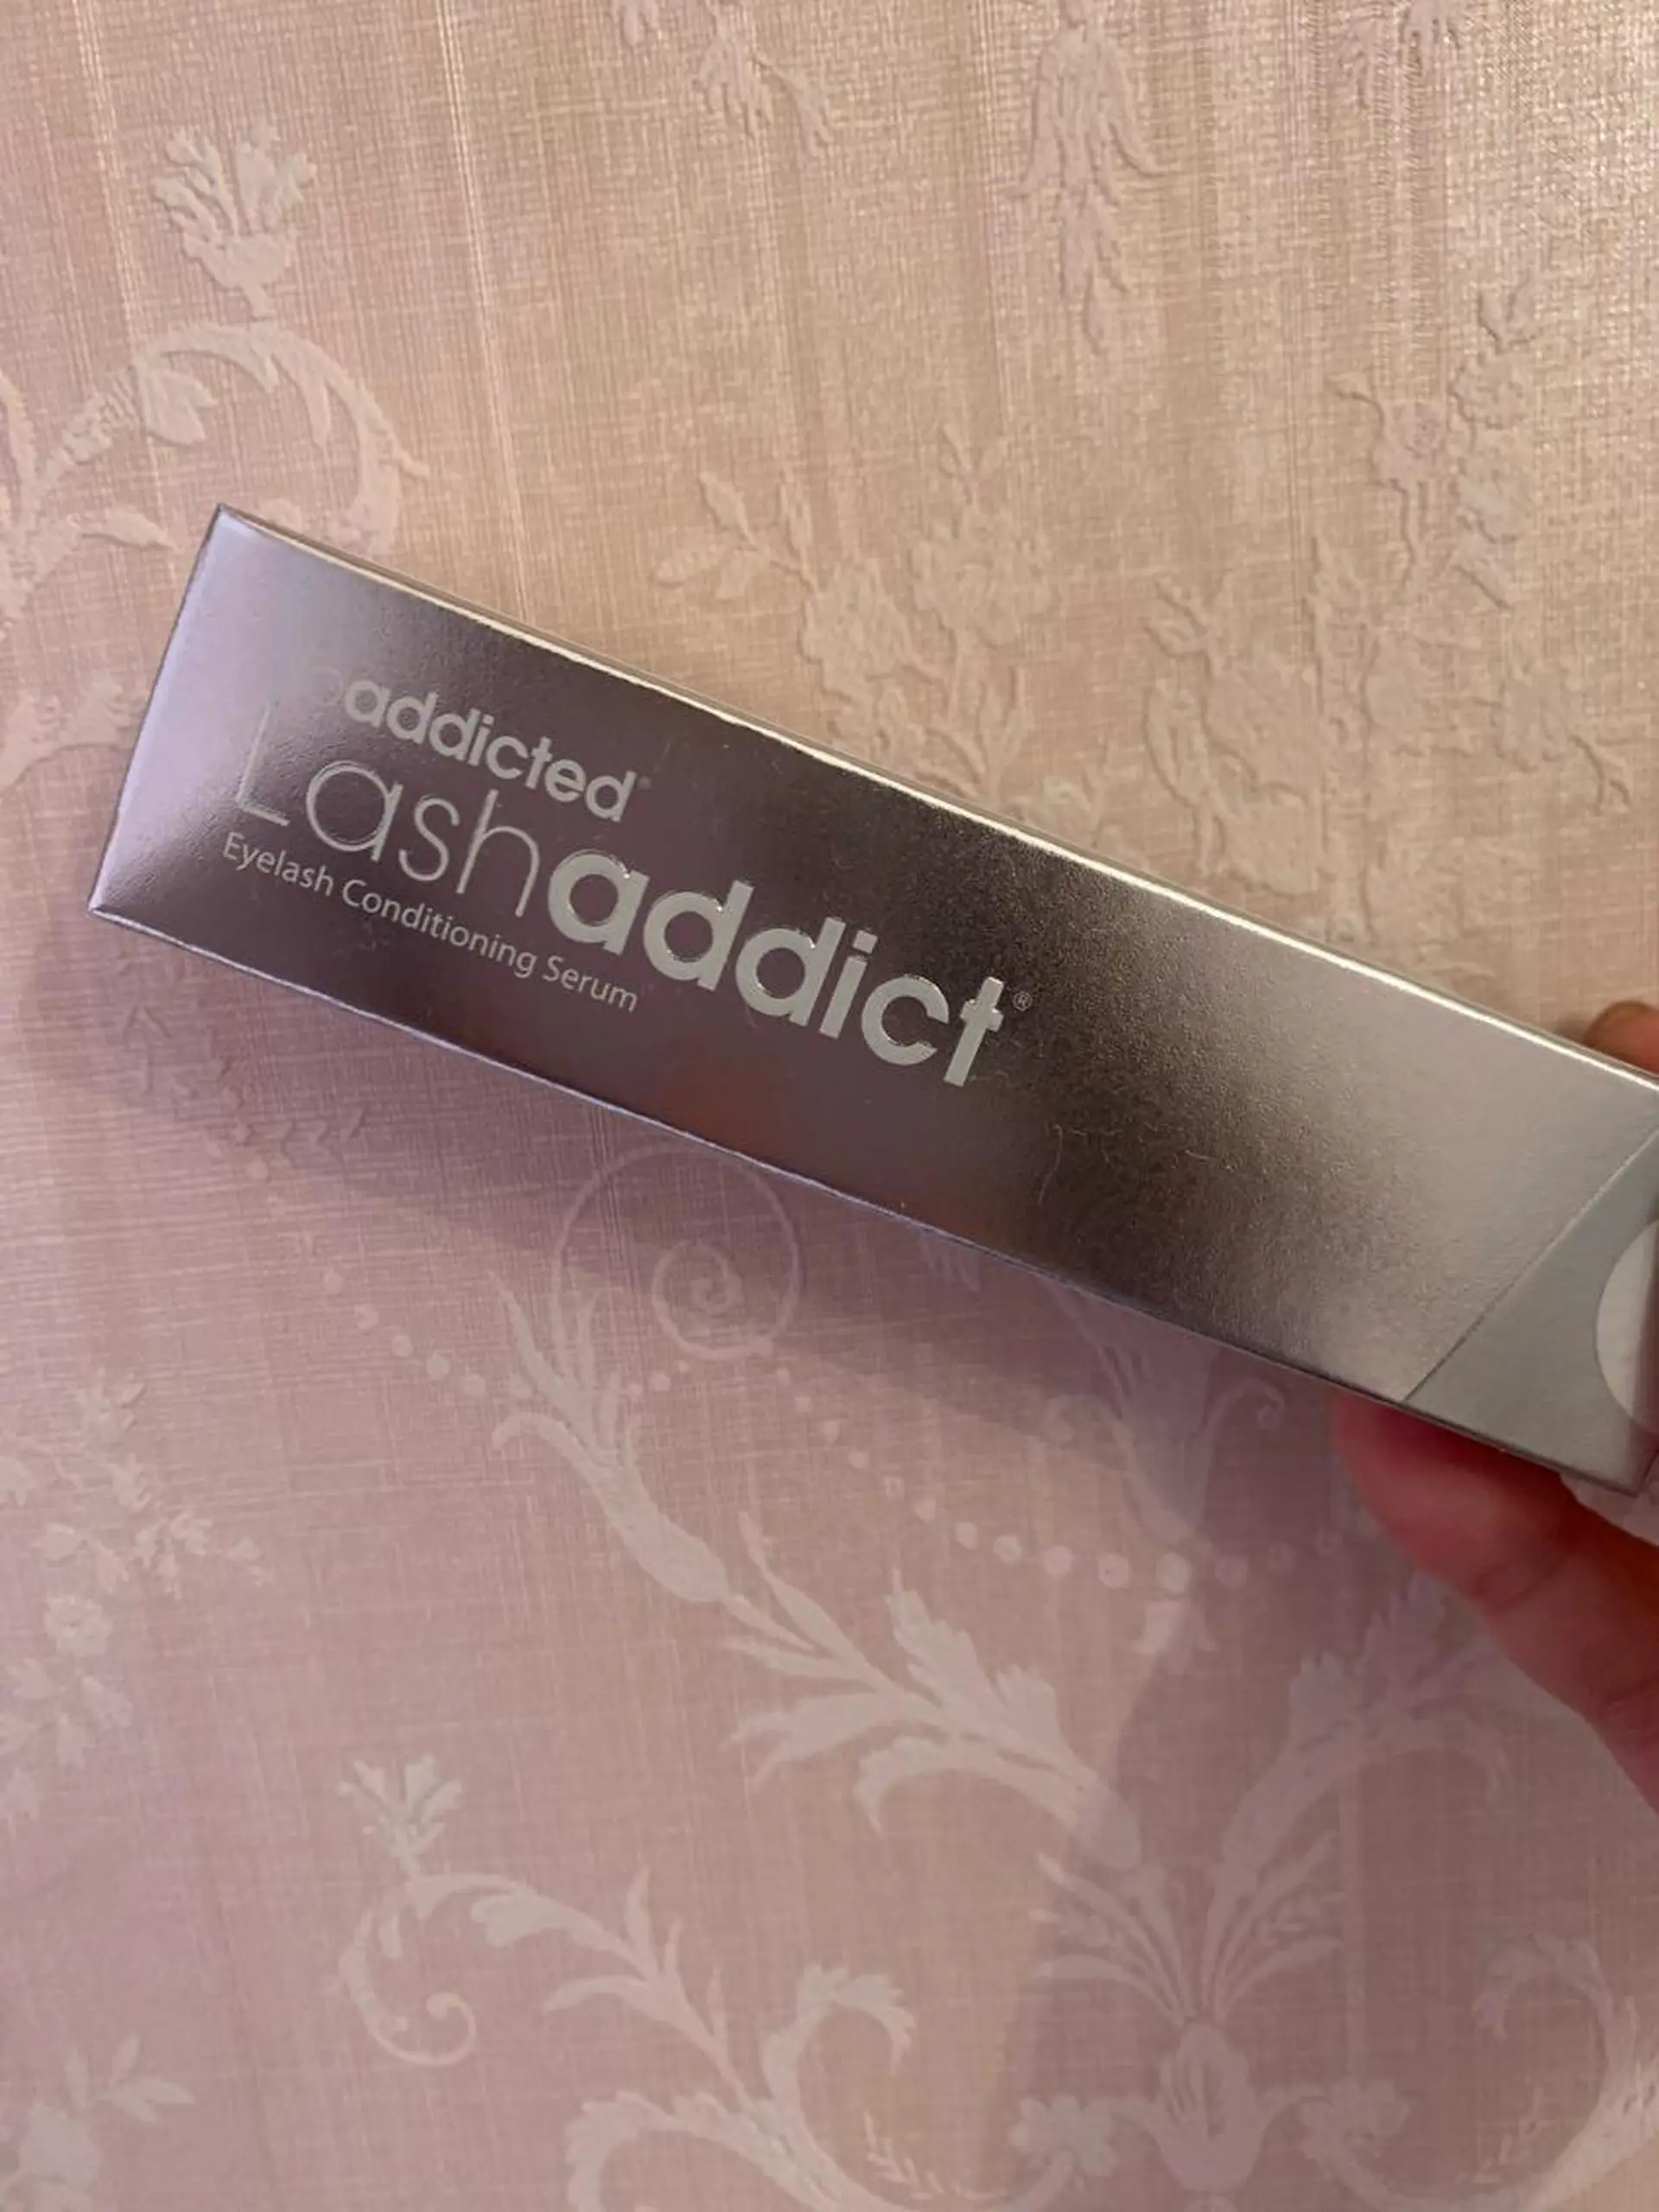 addicted®
Lashaddict®
Eyelash Conditioning Serum